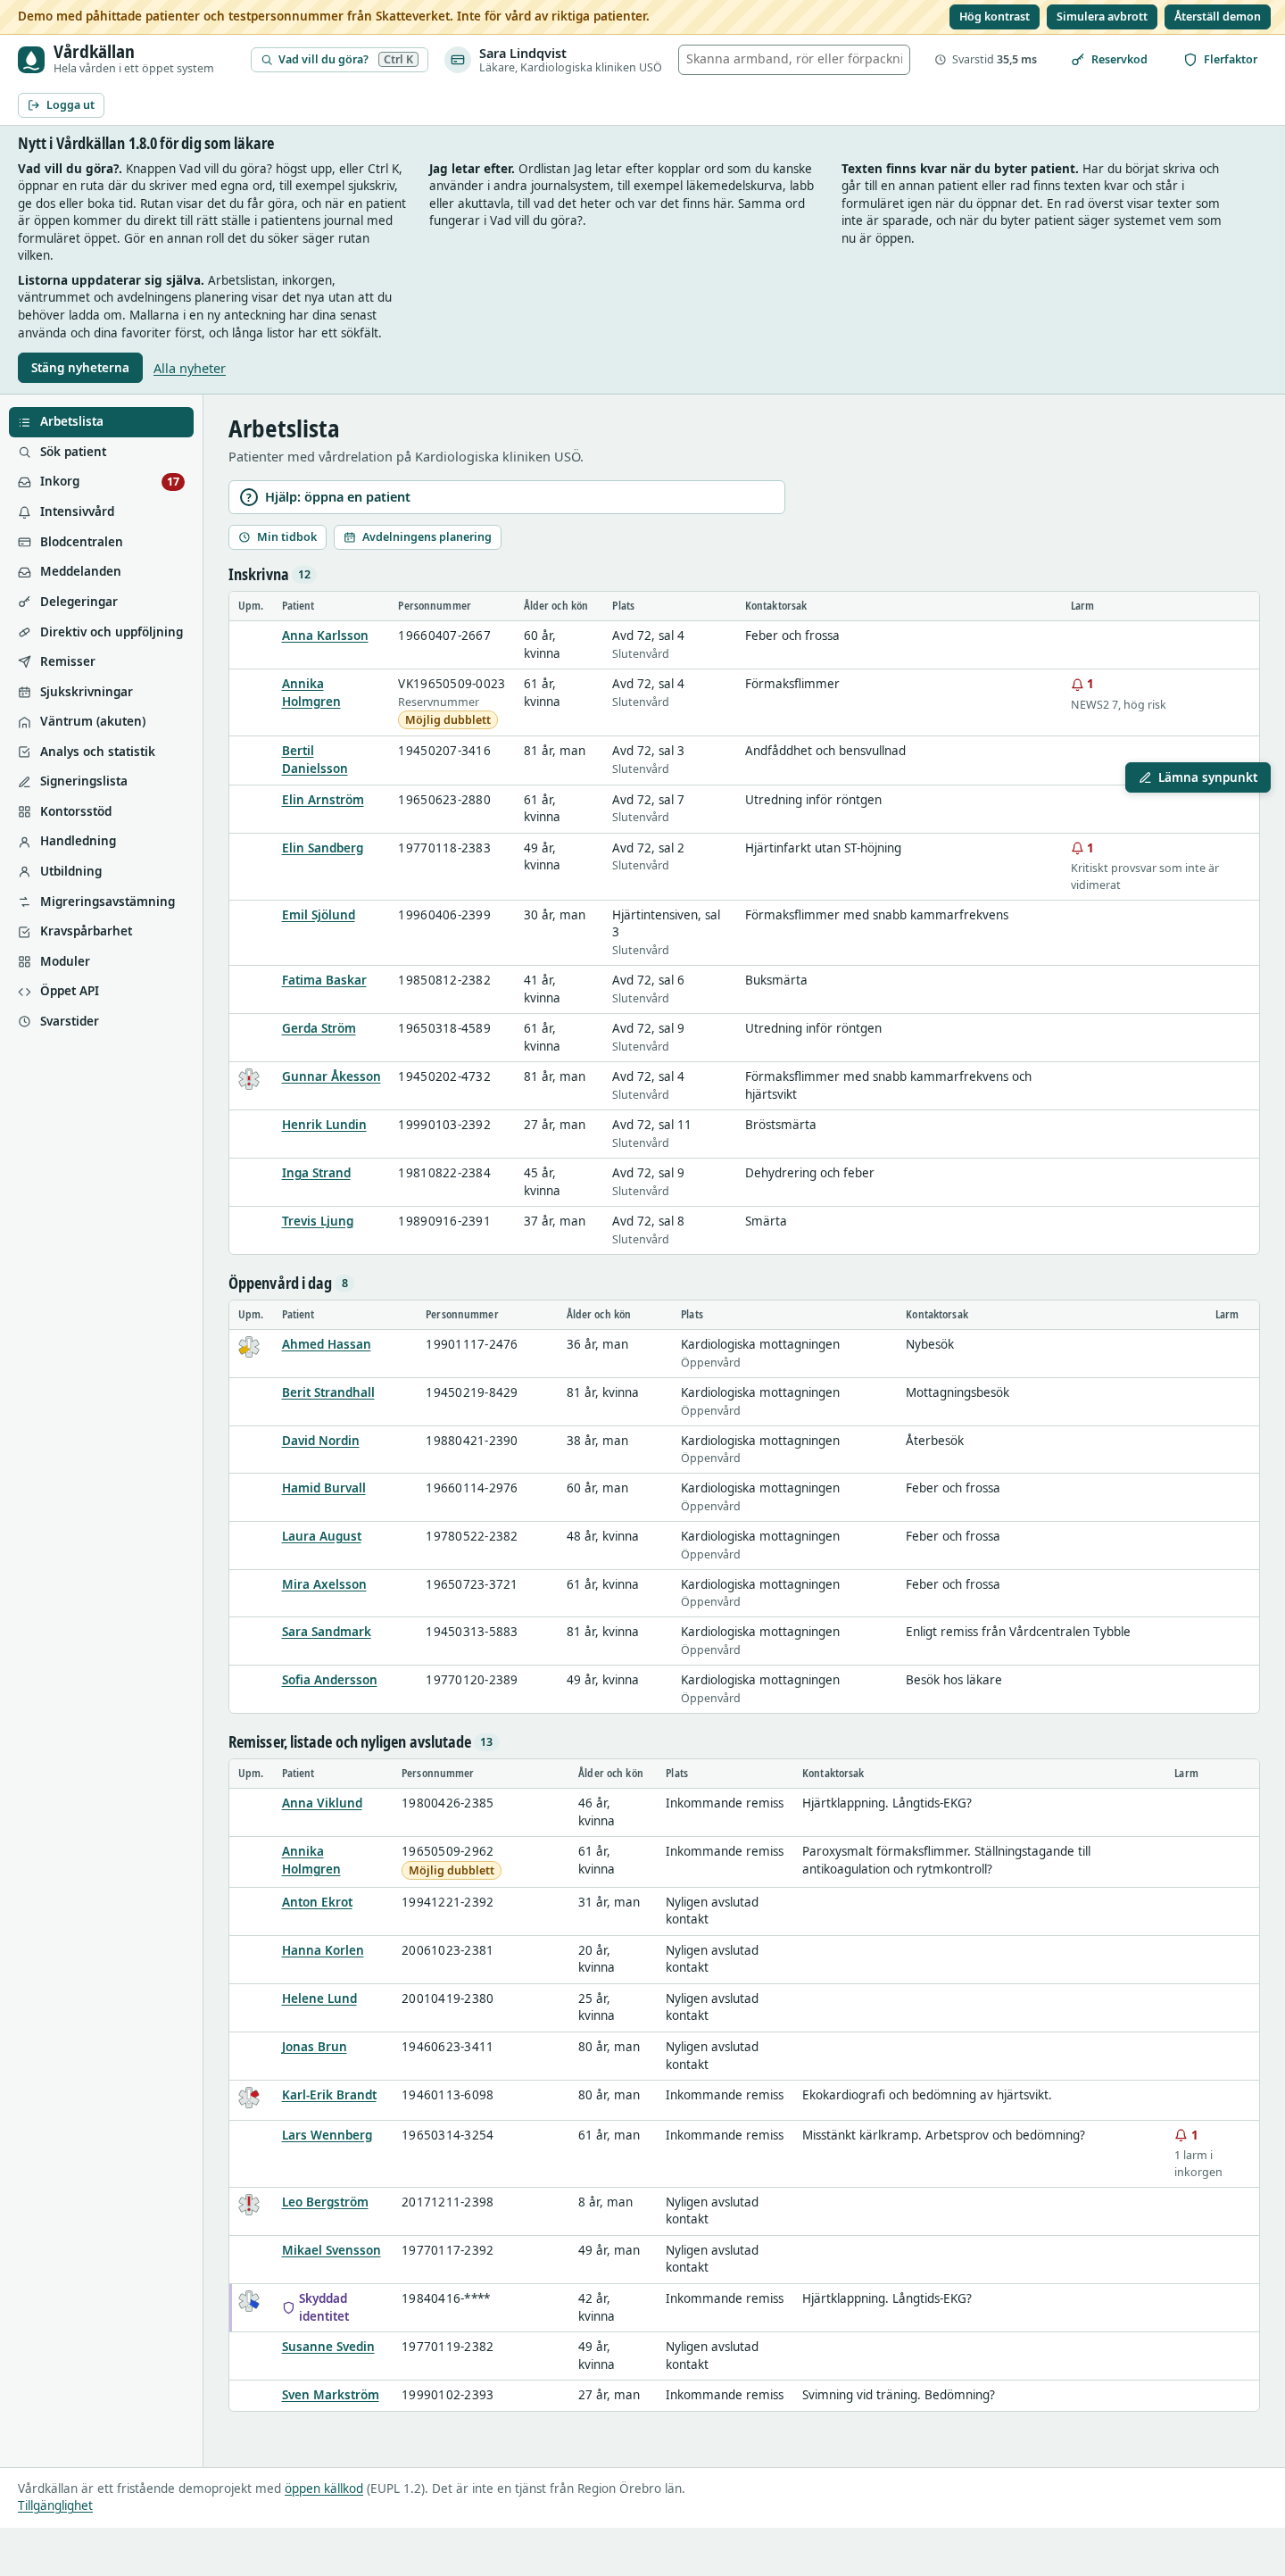 Demo med påhittade patienter och testpersonnummer från Skatteverket. Inte för vård av riktiga patienter.
Hög kontrast
Simulera avbrott
Återställ demon
Vårdkällan
Hela vården i ett öppet system
Vad vill du göra? Ctrl K
Sara Lindqvist
Läkare, Kardiologiska kliniken USÖ
Skanna armband, rör eller förpackni
Svarstid 35,5 ms
Reservkod
Flerfaktor
Logga ut
Nytt i Vårdkällan 1.8.0 för dig som läkare
Vad vill du göra?. Knappen Vad vill du göra? högst upp, eller Ctrl K,
öppnar en ruta där du skriver med egna ord, till exempel sjukskriv,
ge dos eller boka tid. Rutan visar det du får göra, och när en patient
är öppen kommer du direkt till rätt ställe i patientens journal med
formuläret öppet. Gör en annan roll det du söker säger rutan
vilken.
Jag letar efter. Ordlistan Jag letar efter kopplar ord som du kanske
använder i andra journalsystem, till exempel läkemedelskurva, labb
eller akuttavla, till vad det heter och var det finns här. Samma ord
fungerar i Vad vill du göra?.
Texten finns kvar när du byter patient. Har du börjat skriva och
går till en annan patient eller rad finns texten kvar och står i
formuläret igen när du öppnar det. En rad överst visar texter som
inte är sparade, och när du byter patient säger systemet vem som
nu är öppen.
Listorna uppdaterar sig själva. Arbetslistan, inkorgen,
väntrummet och avdelningens planering visar det nya utan att du
behöver ladda om. Mallarna i en ny anteckning har dina senast
använda och dina favoriter först, och långa listor har ett sökfält.
Stäng nyheterna
Alla nyheter
Arbetslista
Sök patient
Inkorg 17
Intensivvård
Blodcentralen
Meddelanden
Delegeringar
Direktiv och uppföljning
Remisser
Sjukskrivningar
Väntrum (akuten)
Analys och statistik
Signeringslista
Kontorsstöd
Handledning
Utbildning
Migreringsavstämning
Kravspårbarhet
Moduler
Öppet API
Svarstider
Arbetslista
Patienter med vårdrelation på Kardiologiska kliniken USÖ.
? Hjälp: öppna en patient
Min tidbok
Avdelningens planering
Lämna synpunkt
Inskrivna 12
Upm. Patient Personnummer Ålder och kön Plats Kontaktorsak Larm
Anna Karlsson 19660407-2667 60 år, kvinna Avd 72, sal 4 Slutenvård Feber och frossa
Annika Holmgren VK19650509-0023 Reservnummer Möjlig dubblett 61 år, kvinna Avd 72, sal 4 Slutenvård Förmaksflimmer 1 NEWS2 7, hög risk
Bertil Danielsson 19450207-3416 81 år, man Avd 72, sal 3 Slutenvård Andfåddhet och bensvullnad
Elin Arnström 19650623-2880 61 år, kvinna Avd 72, sal 7 Slutenvård Utredning inför röntgen
Elin Sandberg 19770118-2383 49 år, kvinna Avd 72, sal 2 Slutenvård Hjärtinfarkt utan ST-höjning 1 Kritiskt provsvar som inte är vidimerat
Emil Sjölund 19960406-2399 30 år, man Hjärtintensiven, sal 3 Slutenvård Förmaksflimmer med snabb kammarfrekvens
Fatima Baskar 19850812-2382 41 år, kvinna Avd 72, sal 6 Slutenvård Buksmärta
Gerda Ström 19650318-4589 61 år, kvinna Avd 72, sal 9 Slutenvård Utredning inför röntgen
Gunnar Åkesson 19450202-4732 81 år, man Avd 72, sal 4 Slutenvård Förmaksflimmer med snabb kammarfrekvens och hjärtsvikt
Henrik Lundin 19990103-2392 27 år, man Avd 72, sal 11 Slutenvård Bröstsmärta
Inga Strand 19810822-2384 45 år, kvinna Avd 72, sal 9 Slutenvård Dehydrering och feber
Trevis Ljung 19890916-2391 37 år, man Avd 72, sal 8 Slutenvård Smärta
Öppenvård i dag 8
Upm. Patient Personnummer Ålder och kön Plats Kontaktorsak Larm
Ahmed Hassan 19901117-2476 36 år, man Kardiologiska mottagningen Öppenvård Nybesök
Berit Strandhall 19450219-8429 81 år, kvinna Kardiologiska mottagningen Öppenvård Mottagningsbesök
David Nordin 19880421-2390 38 år, man Kardiologiska mottagningen Öppenvård Återbesök
Hamid Burvall 19660114-2976 60 år, man Kardiologiska mottagningen Öppenvård Feber och frossa
Laura August 19780522-2382 48 år, kvinna Kardiologiska mottagningen Öppenvård Feber och frossa
Mira Axelsson 19650723-3721 61 år, kvinna Kardiologiska mottagningen Öppenvård Feber och frossa
Sara Sandmark 19450313-5883 81 år, kvinna Kardiologiska mottagningen Öppenvård Enligt remiss från Vårdcentralen Tybble
Sofia Andersson 19770120-2389 49 år, kvinna Kardiologiska mottagningen Öppenvård Besök hos läkare
Remisser, listade och nyligen avslutade 13
Upm. Patient Personnummer Ålder och kön Plats Kontaktorsak Larm
Anna Viklund 19800426-2385 46 år, kvinna Inkommande remiss Hjärtklappning. Långtids-EKG?
Annika Holmgren 19650509-2962 Möjlig dubblett 61 år, kvinna Inkommande remiss Paroxysmalt förmaksflimmer. Ställningstagande till antikoagulation och rytmkontroll?
Anton Ekrot 19941221-2392 31 år, man Nyligen avslutad kontakt
Hanna Korlen 20061023-2381 20 år, kvinna Nyligen avslutad kontakt
Helene Lund 20010419-2380 25 år, kvinna Nyligen avslutad kontakt
Jonas Brun 19460623-3411 80 år, man Nyligen avslutad kontakt
Karl-Erik Brandt 19460113-6098 80 år, man Inkommande remiss Ekokardiografi och bedömning av hjärtsvikt.
Lars Wennberg 19650314-3254 61 år, man Inkommande remiss Misstänkt kärlkramp. Arbetsprov och bedömning? 1 1 larm i inkorgen
Leo Bergström 20171211-2398 8 år, man Nyligen avslutad kontakt
Mikael Svensson 19770117-2392 49 år, man Nyligen avslutad kontakt
Skyddad identitet 19840416-**** 42 år, kvinna Inkommande remiss Hjärtklappning. Långtids-EKG?
Susanne Svedin 19770119-2382 49 år, kvinna Nyligen avslutad kontakt
Sven Markström 19990102-2393 27 år, man Inkommande remiss Svimning vid träning. Bedömning?
Vårdkällan är ett fristående demoprojekt med öppen källkod (EUPL 1.2). Det är inte en tjänst från Region Örebro län.
Tillgänglighet